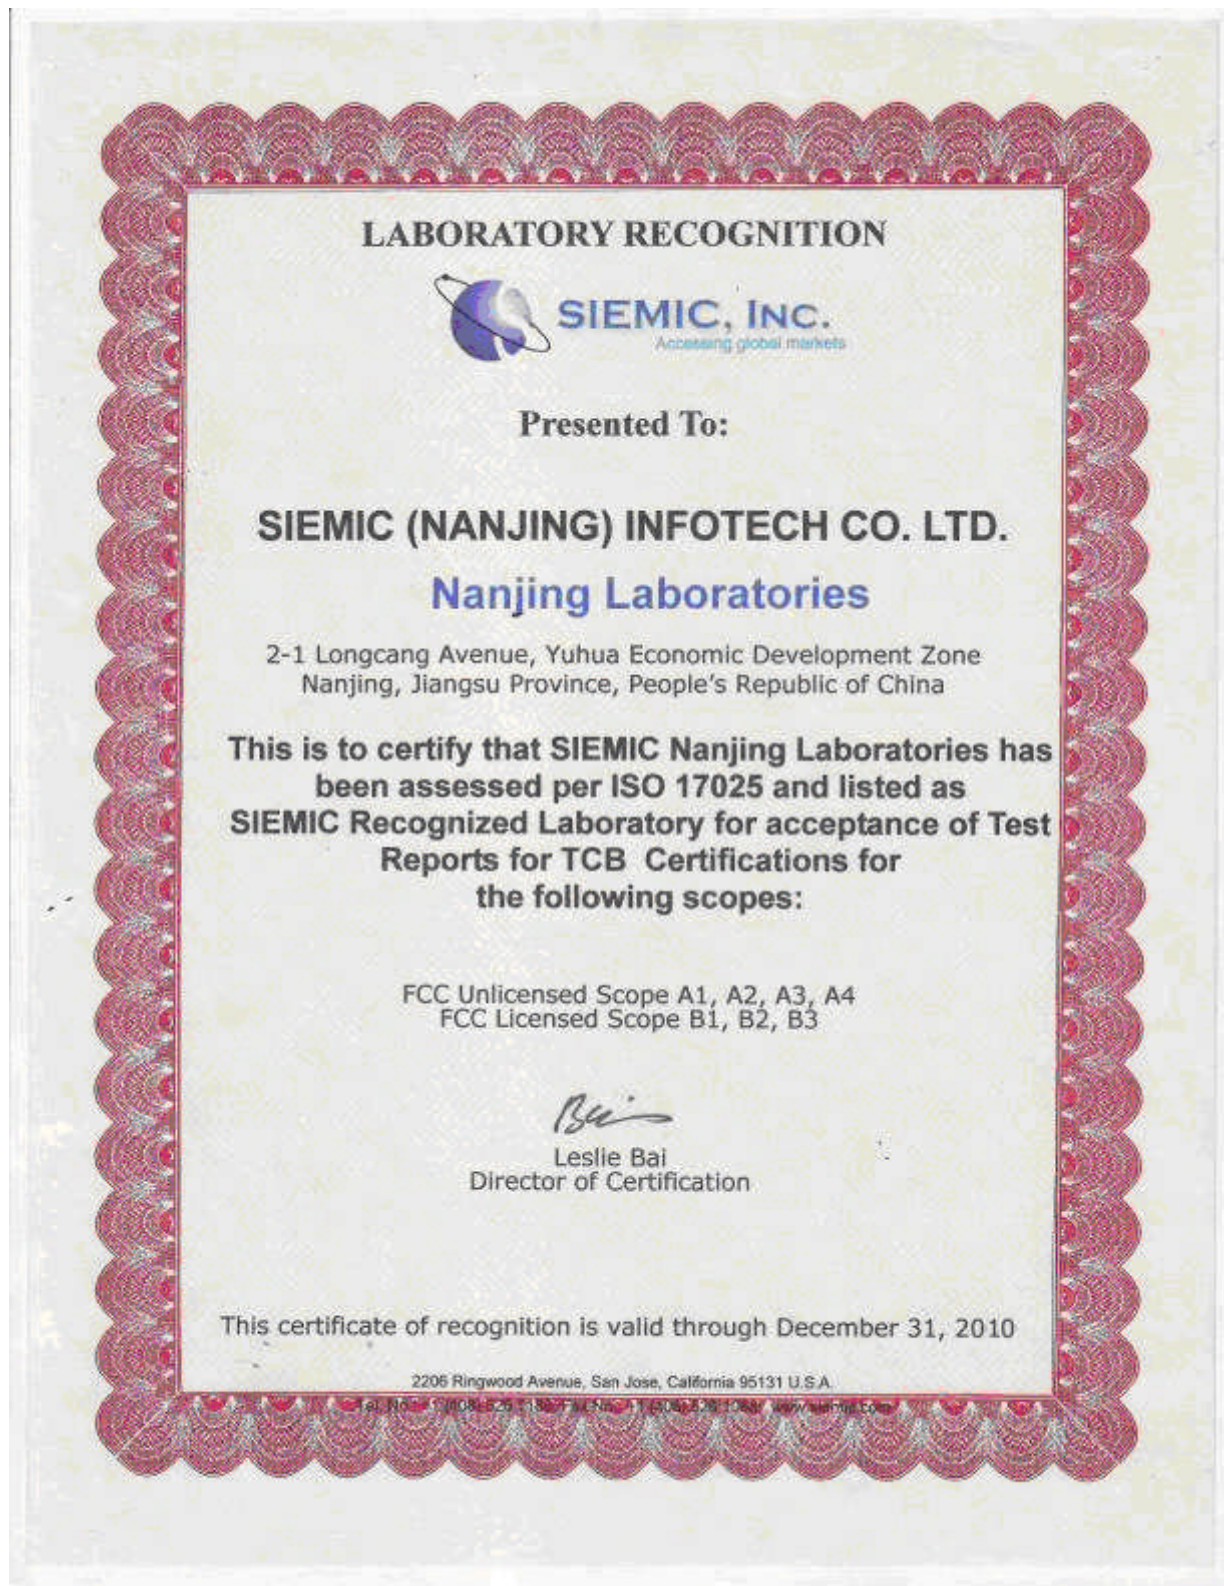 LABORATORY RECOGNITION
SIEMIC, INC.
Accessing global markets
Presented To:
SIEMIC (NANJING) INFOTECH CO. LTD.
Nanjing Laboratories
2-1 Longcang Avenue, Yuhua Economic Development Zone
Nanjing, Jiangsu Province, People's Republic of China
This is to certify that SIEMIC Nanjing Laboratories has
been assessed per ISO 17025 and listed as
SIEMIC Recognized Laboratory for acceptance of Test
Reports for TCB Certifications for
the following scopes:
FCC Unlicensed Scope A1, A2, A3, A4
FCC Licensed Scope B1, B2, B3
Leslie Bai
Director of Certification
This certificate of recognition is valid through December 31, 2010
2206 Ringwood Avenue, San Jose, California 95131 U.S.A.
Tel. No.